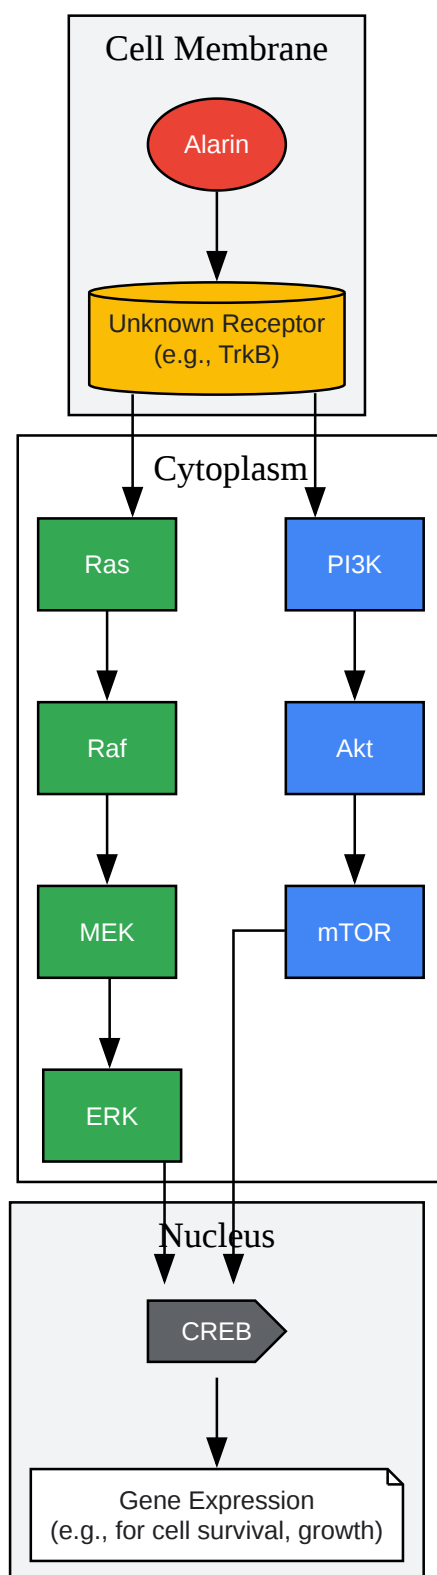 Cell Membrane
Alarin
Unknown Receptor
(e.g., TrkB)
Cytoplasm
Ras
PI3K
Raf
Akt
MEK
mTOR
ERK
Nucleus
CREB
Gene Expression
(e.g., for cell survival, growth)